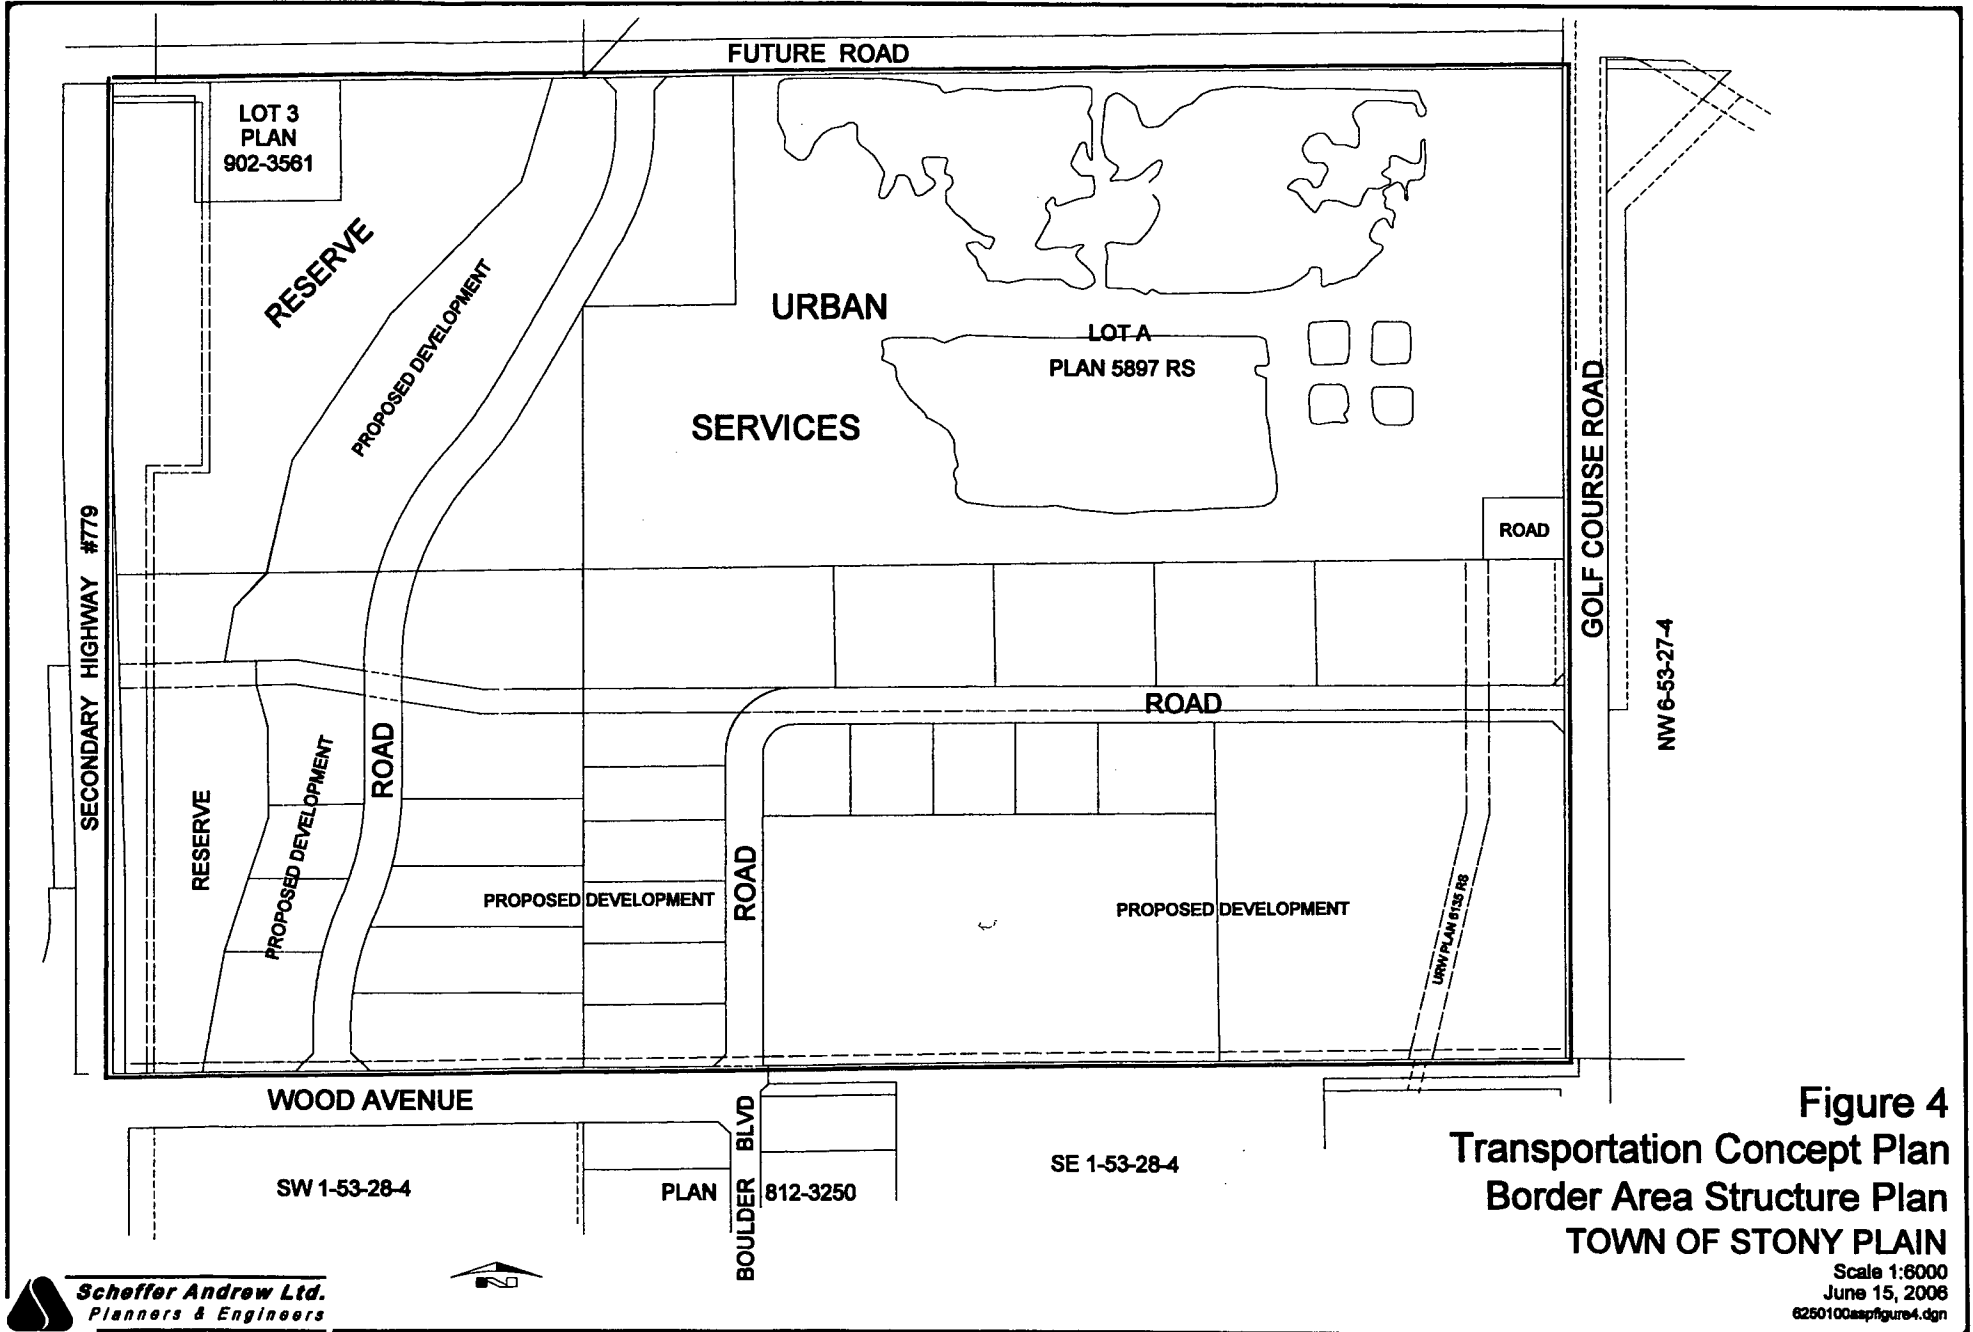 FUTURE ROAD
LOT 3
PLAN
902-3561
RESERVE
PROPOSED DEVELOPMENT
URBAN
SERVICES
LOT A
PLAN 5897 RS
ROAD
GOLF COURSE ROAD
SECONDARY HIGHWAY #779
NW 6-53-27-4
ROAD
ROAD
RESERVE
PROPOSED DEVELOPMENT
PROPOSED DEVELOPMENT
ROAD
PROPOSED DEVELOPMENT
URW PLAN 6135 RS
WOOD AVENUE
BOULDER BLVD
SW 1-53-28-4
PLAN 812-3250
SE 1-53-28-4
Figure 4
Transportation Concept Plan
Border Area Structure Plan
TOWN OF STONY PLAIN
Scale 1:6000
June 15, 2006
6250100aspfigure4.dgn
N
Scheffer Andrew Ltd.
Planners & Engineers